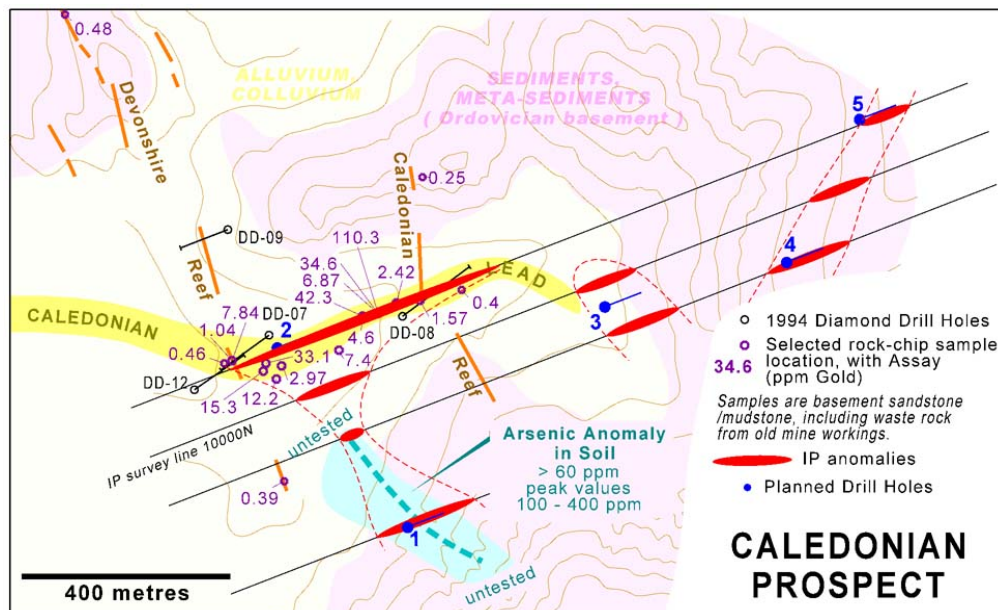 0.48
ALLUVIUM,
COLLUVIUM
SEDIMENTS,
META-SEDIMENTS
( Ordovician basement )
5
Devonshire
Caledonian
0.25
DD-09
110.3
34.6
6.87
42.3
2.42
Reef
LEAD
4
CALEDONIAN
7.84
DD-07
1.04
2
0.4
1.57
DD-08
3
0.46
4.6
33.1
7.4
2.97
DD-12
15.3
12.2
Reef
IP survey line 10000N
untested
Arsenic Anomaly
in Soil
> 60 ppm
peak values
100 - 400 ppm
0.39
1
untested
400 metres
1994 Diamond Drill Holes
Selected rock-chip sample
location, with Assay
34.6
(ppm Gold)
Samples are basement sandstone
/mudstone, including waste rock
from old mine workings.
IP anomalies
Planned Drill Holes
CALEDONIAN
PROSPECT